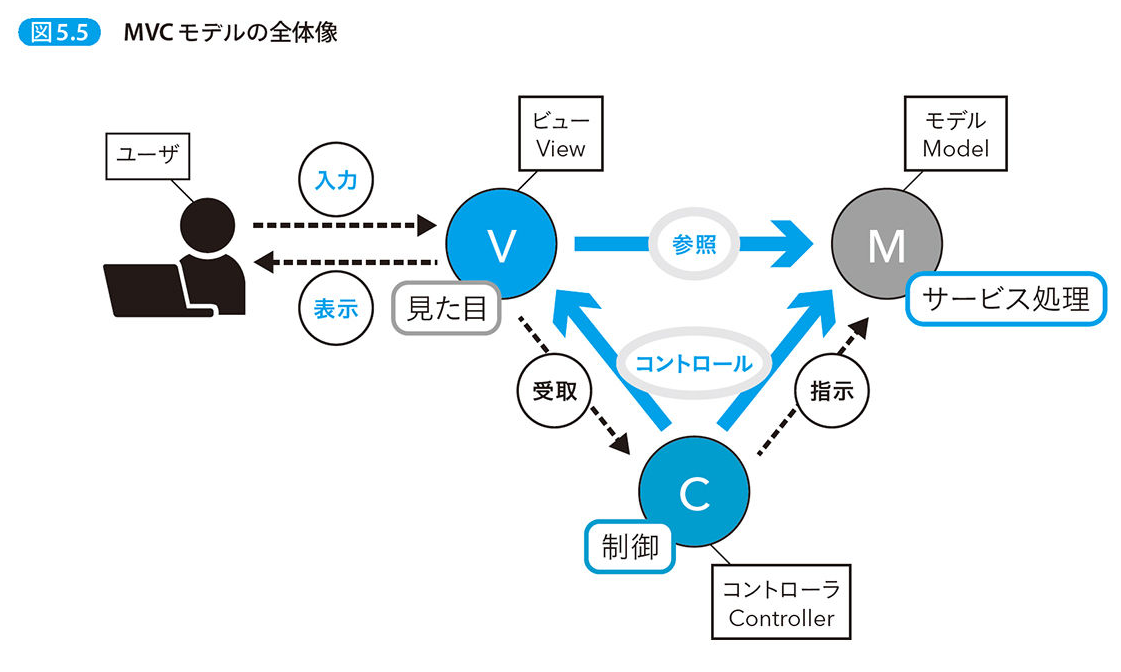 図5.5 MVCモデルの全体像
ユーザ
入力
表示
ビュー
View
V
見た目
参照
モデル
Model
M
サービス処理
コントロール
受取
指示
C
制御
コントローラ
Controller